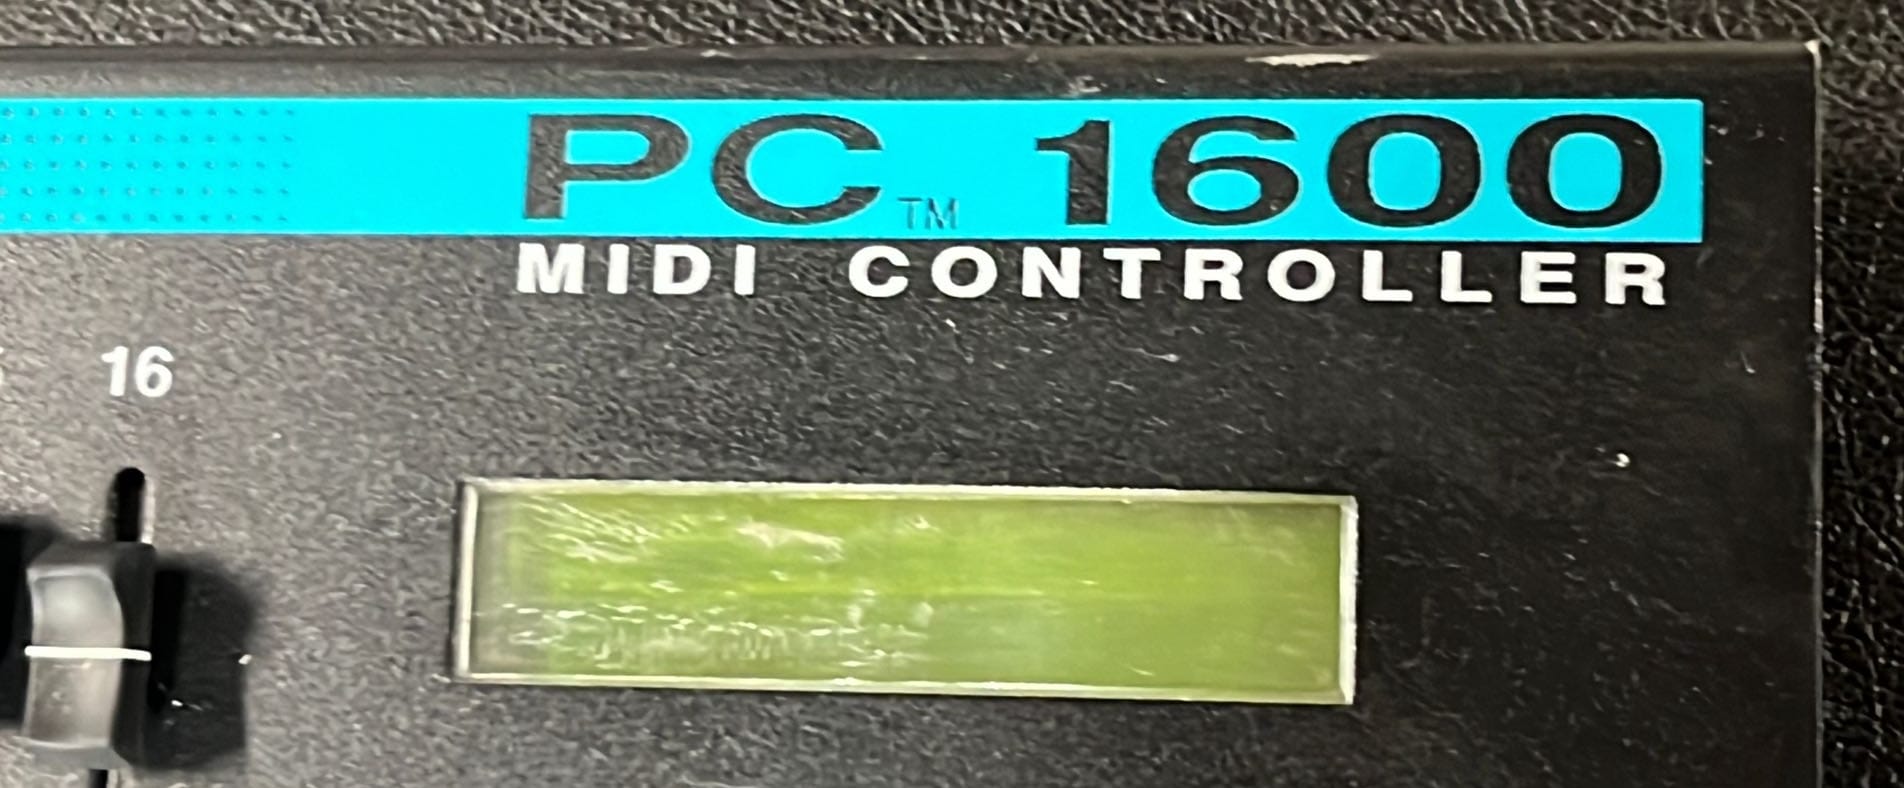 PC™ 1600
MIDI CONTROLLER
16